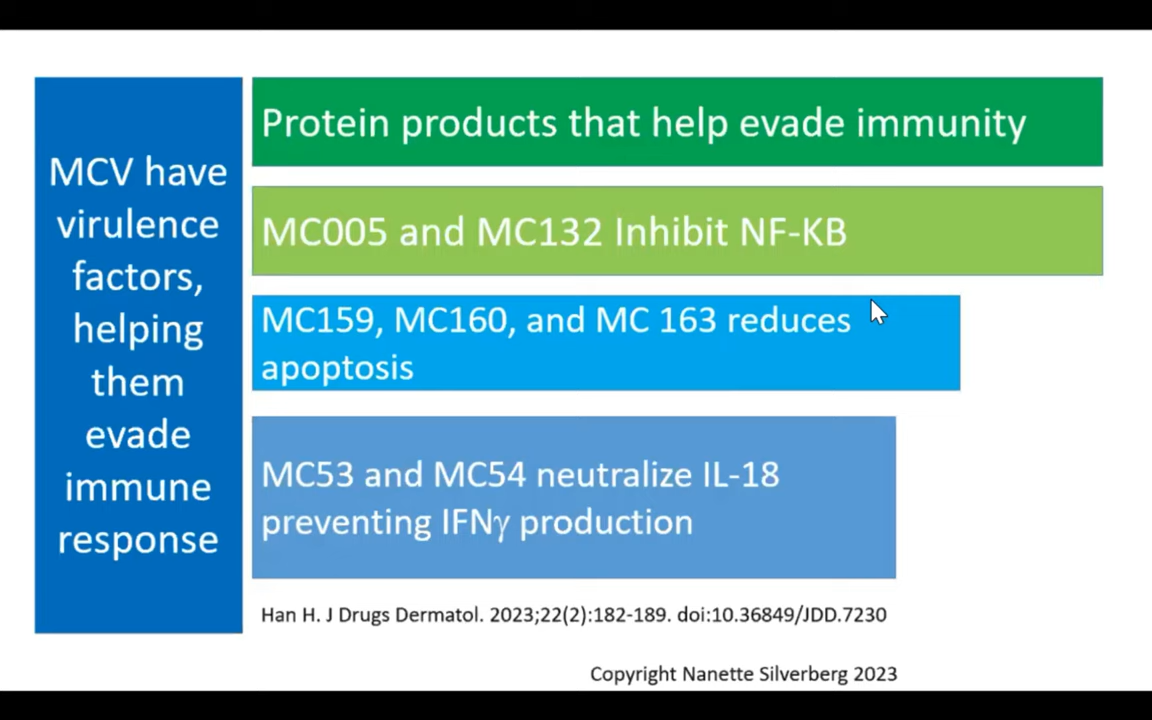 MCV have
virulence
factors,
helping
them
evade
immune
response
Protein products that help evade immunity
MC005 and MC132 Inhibit NF-KB
MC159, MC160, and MC 163 reduces
apoptosis
MC53 and MC54 neutralize IL-18
preventing IFNγ production
Han H. J Drugs Dermatol. 2023;22(2):182-189. doi:10.36849/JDD.7230
Copyright Nanette Silverberg 2023